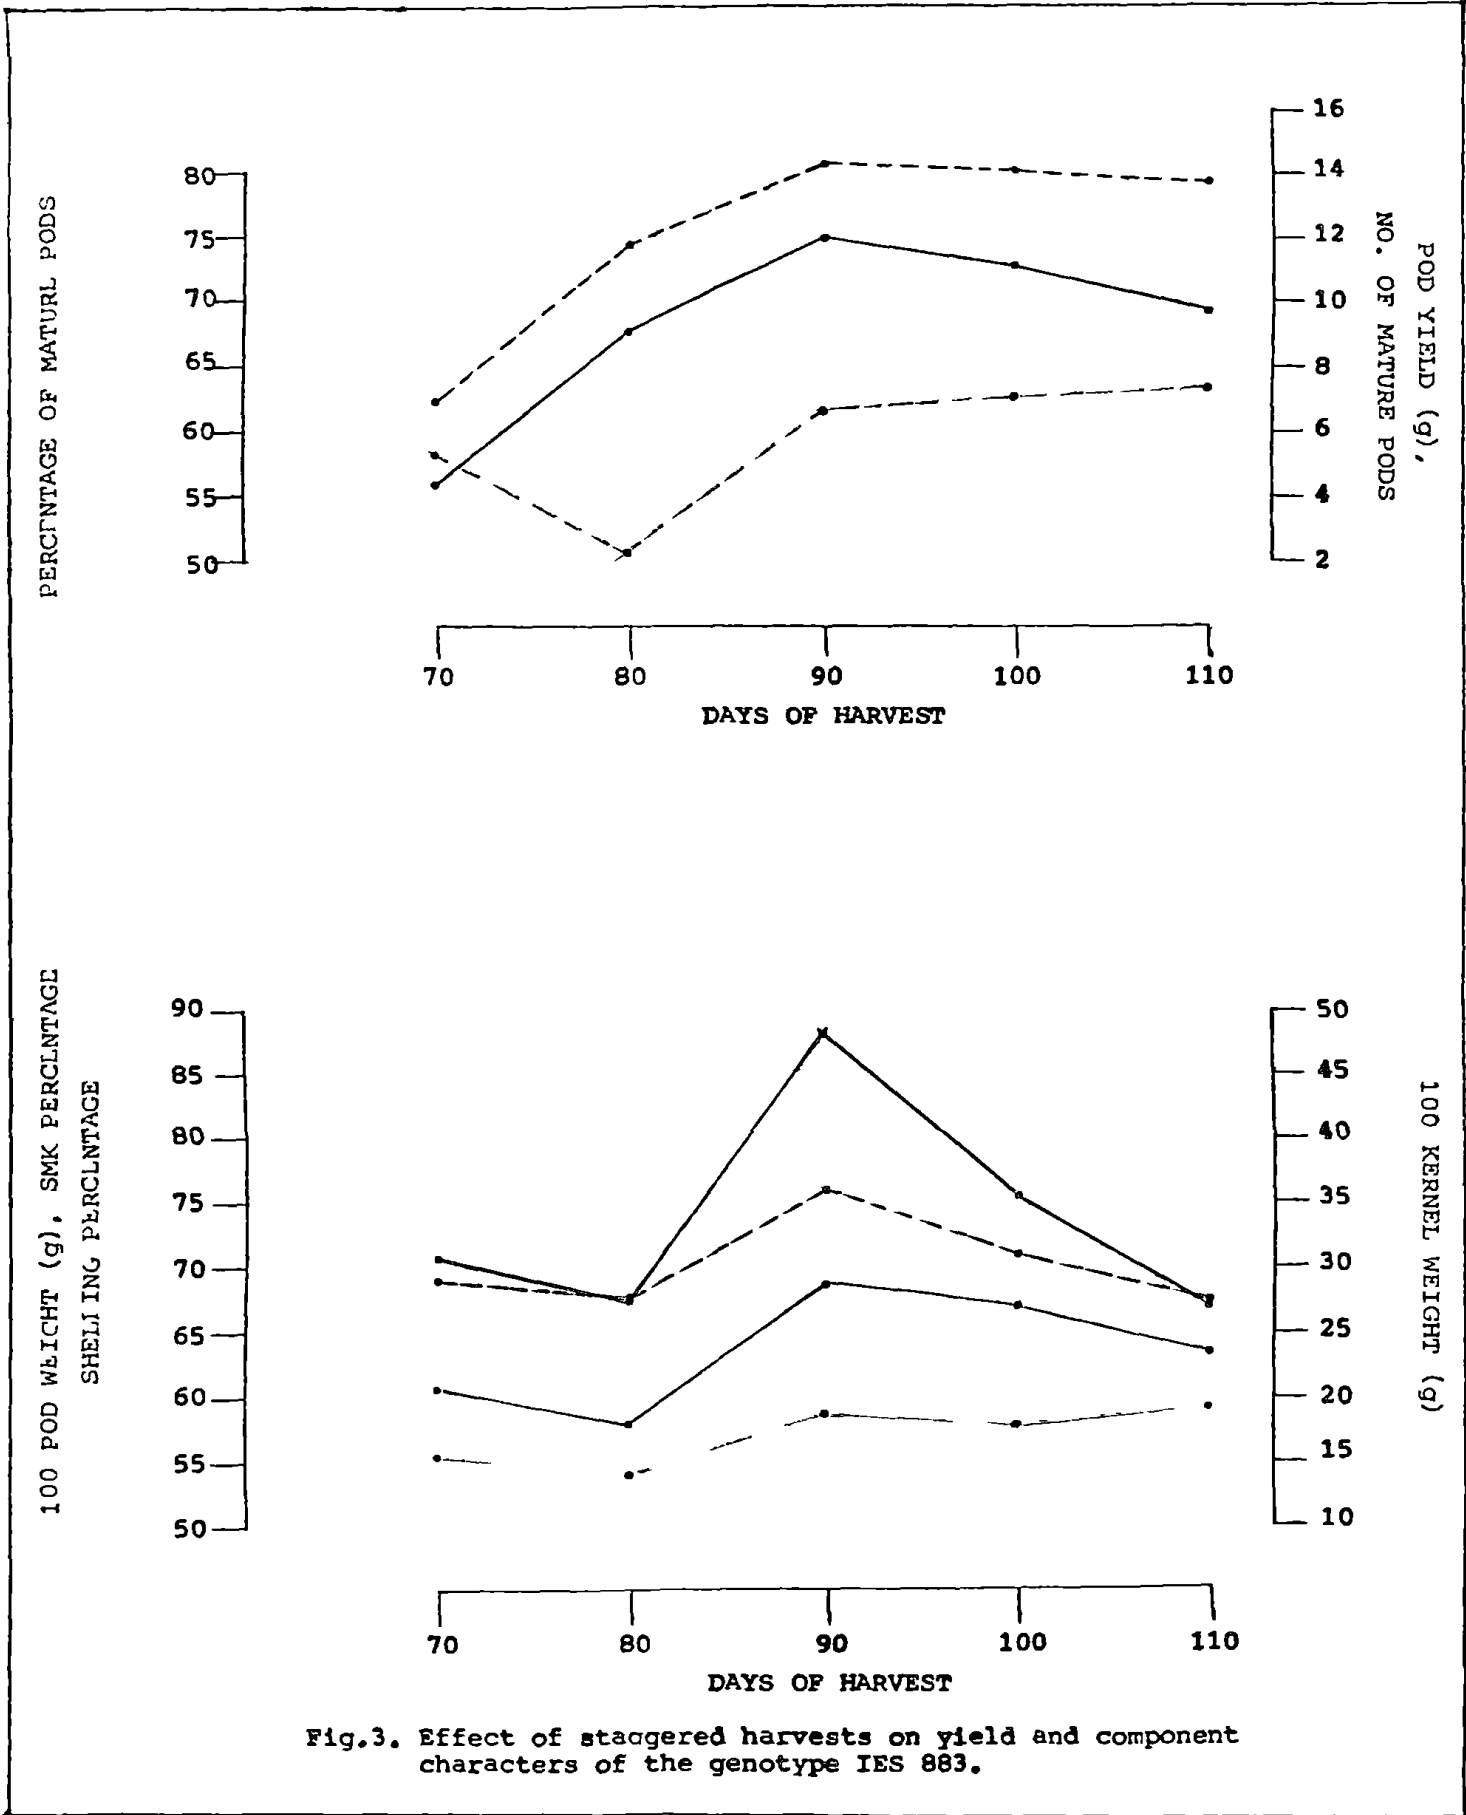 PERCENTAGE OF MATURE PODS
80
75
70
65
60
55
50
16
14
12
10
8
6
4
2
NO. OF MATURE PODS
POD YIELD (g),
70 80 90 100 110
DAYS OF HARVEST
100 POD WEIGHT (g), SMK PERCENTAGE
SHELLING PERCENTAGE
90
85
80
75
70
65
60
55
50
50
45
40
35
30
25
20
15
10
100 KERNEL WEIGHT (g)
70 80 90 100 110
DAYS OF HARVEST
Fig.3. Effect of staggered harvests on yield and component
characters of the genotype IES 883.